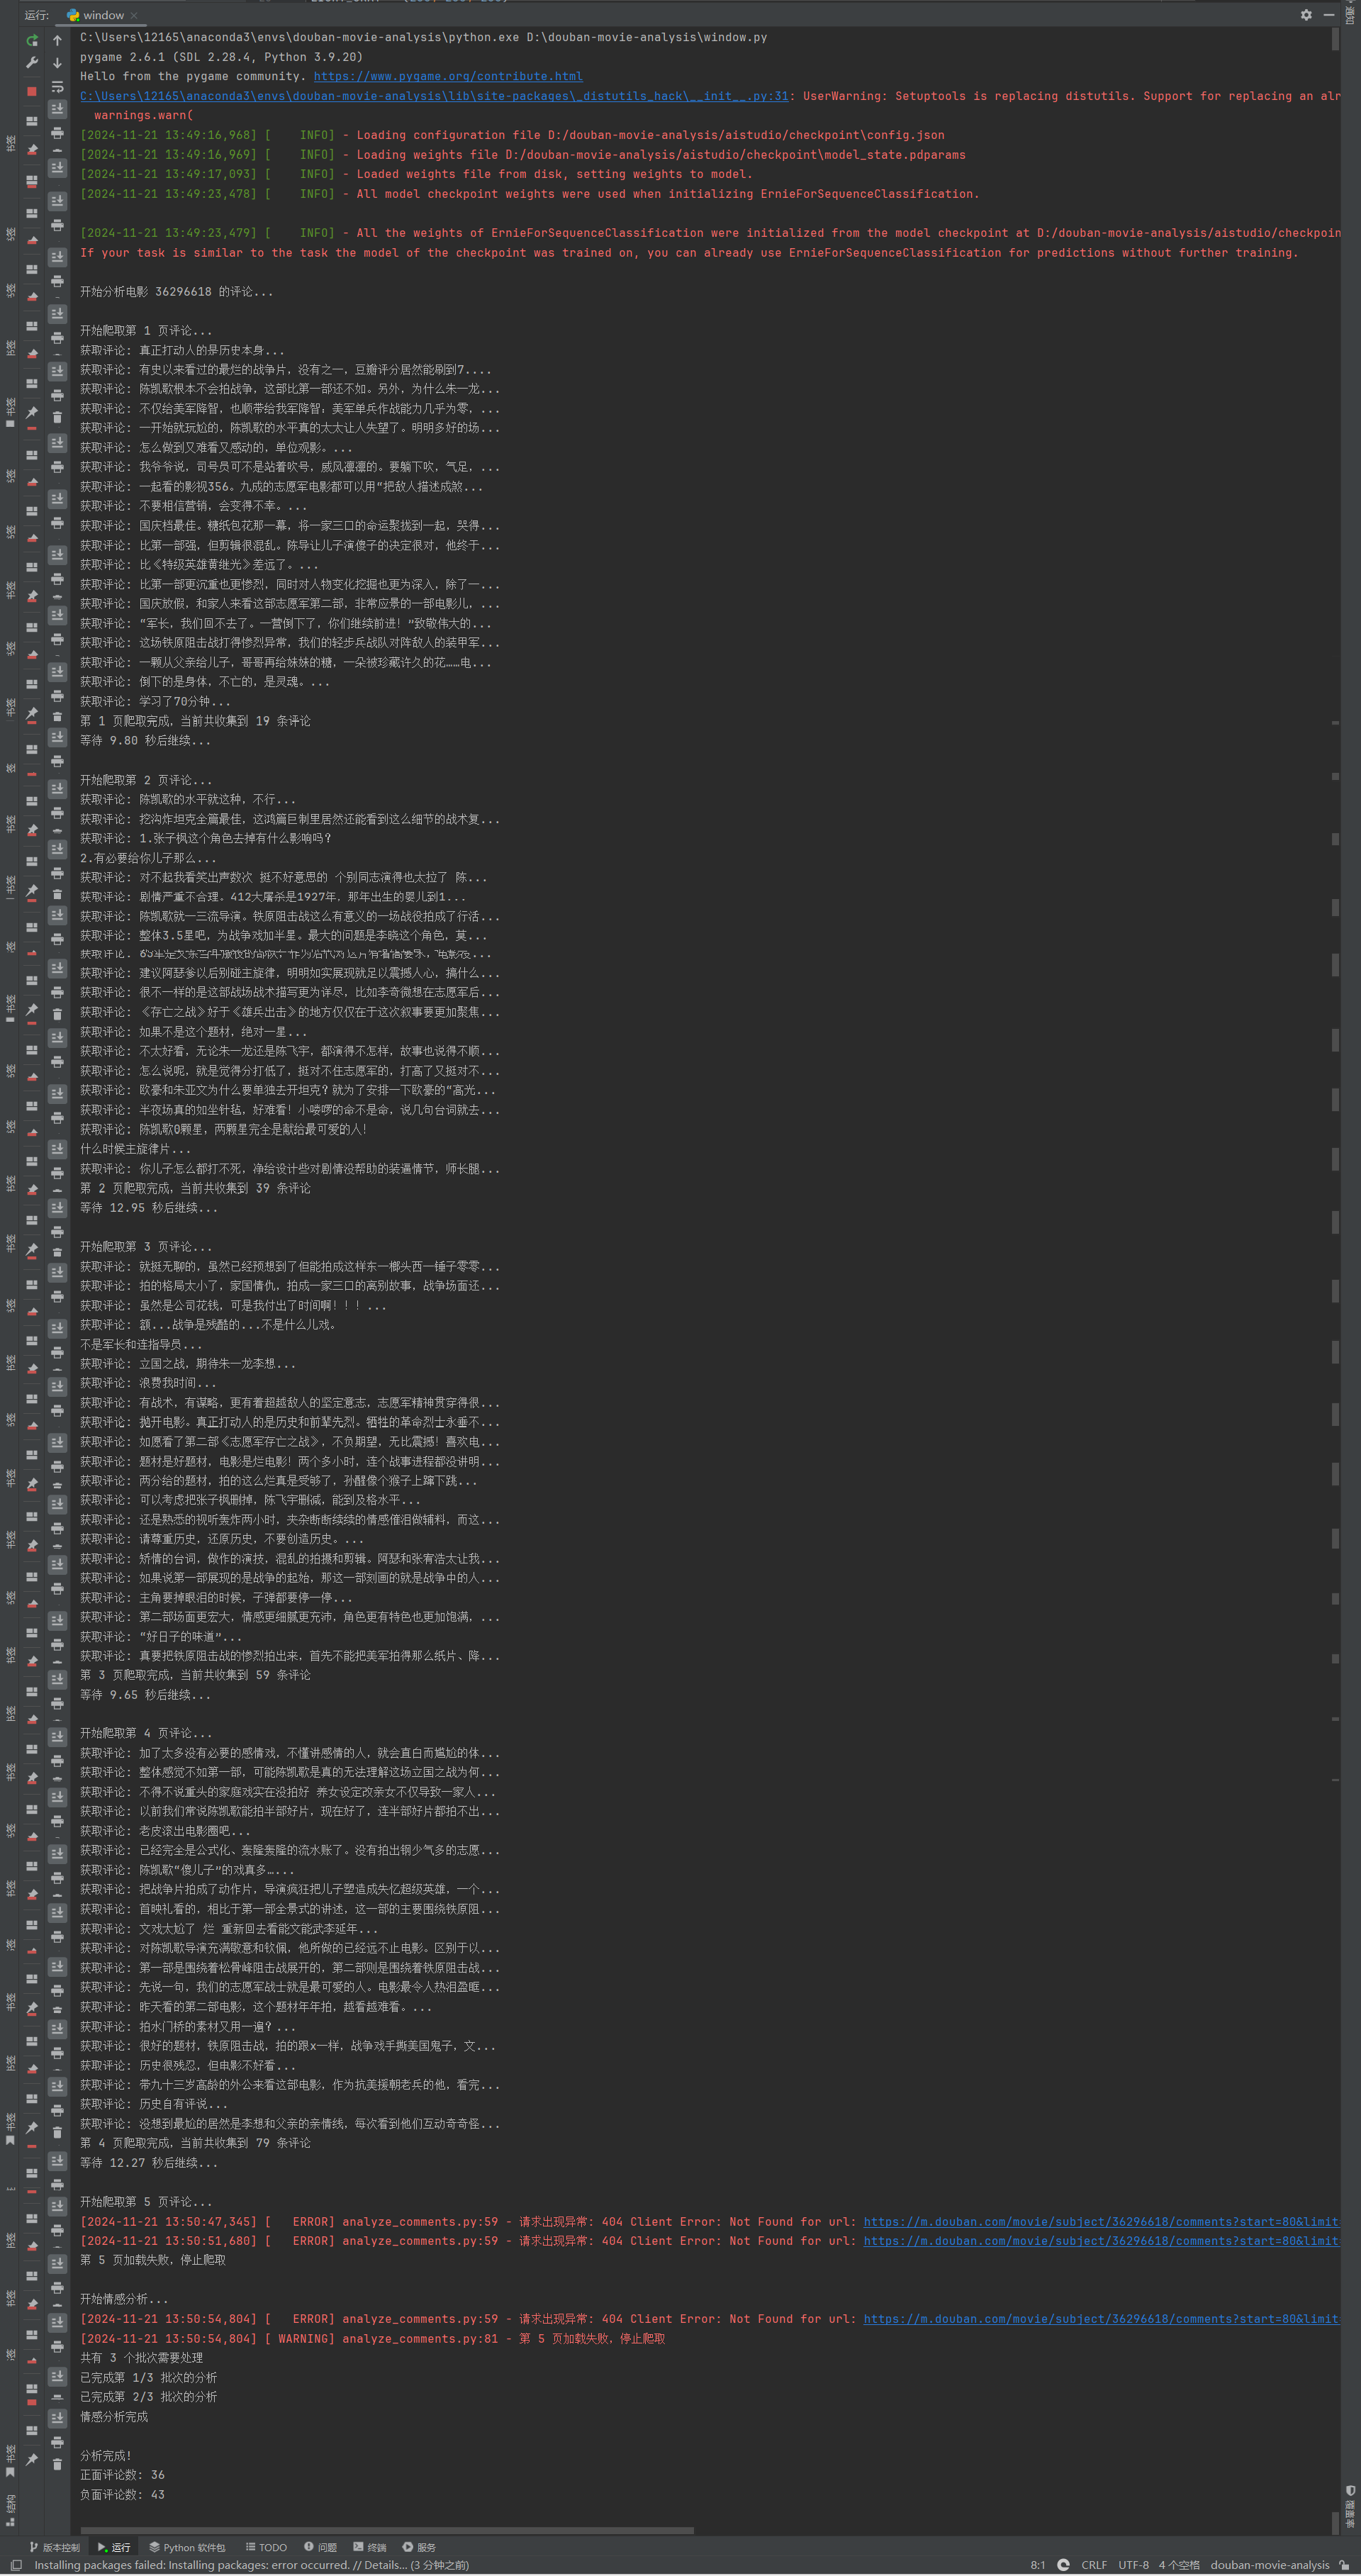 运行: window
C:\Users\12165\anaconda3\envs\douban-movie-analysis\python.exe D:\douban-movie-analysis\window.py
pygame 2.6.1 (SDL 2.28.4, Python 3.9.20)
Hello from the pygame community. https://www.pygame.org/contribute.html
C:\Users\12165\anaconda3\envs\douban-movie-analysis\lib\site-packages\_distutils_hack\__init__.py:31: UserWarning: Setuptools is replacing distutils. Support for replacing an alr
warnings.warn(
[2024-11-21 13:49:16,968] [    INFO] - Loading configuration file D:/douban-movie-analysis/aistudio/checkpoint\config.json
[2024-11-21 13:49:16,969] [    INFO] - Loading weights file D:/douban-movie-analysis/aistudio/checkpoint\model_state.pdparams
[2024-11-21 13:49:17,093] [    INFO] - Loaded weights file from disk, setting weights to model.
[2024-11-21 13:49:23,478] [    INFO] - All model checkpoint weights were used when initializing ErnieForSequenceClassification.
[2024-11-21 13:49:23,479] [    INFO] - All the weights of ErnieForSequenceClassification were initialized from the model checkpoint at D:/douban-movie-analysis/aistudio/checkpoin
If your task is similar to the task the model of the checkpoint was trained on, you can already use ErnieForSequenceClassification for predictions without further training.
开始分析电影 36296618 的评论...
开始爬取第 1 页评论...
获取评论: 真正打动人的是历史本身...
获取评论: 有史以来看过的最烂的战争片，没有之一，豆瓣评分居然能刷到7....
获取评论: 陈凯歌根本不会拍战争，这部比第一部还不如。另外，为什么朱一龙...
获取评论: 不仅给美军降智，也顺带给我军降智，美军单兵作战能力几乎为零，...
获取评论: 一开始就玩尬的，陈凯歌的水平真的太太让人失望了。明明多好的场...
获取评论: 怎么做到又难看又感动的，单位观影。...
获取评论: 我爷爷说，司号员可不是站着吹号，威风凛凛的。要躺下吹，气足，...
获取评论: 一起看的影视356。九成的志愿军电影都可以用“把敌人描述成煞...
获取评论: 不要相信营销，会变得不幸。...
获取评论: 国庆档最佳。糖纸包花那一幕，将一家三口的命运聚拢到一起，哭得...
获取评论: 比第一部强，但剪辑很混乱。陈导让儿子演傻子的决定很对，他终于...
获取评论: 比《特级英雄黄继光》差远了。...
获取评论: 比第一部更沉重也更惨烈，同时对人物变化挖掘也更为深入，除了一...
获取评论: 国庆放假，和家人来看这部志愿军第二部，非常应景的一部电影儿，...
获取评论: “军长，我们回不去了。一营倒下了，你们继续前进！”致敬伟大的...
获取评论: 这场铁原阻击战打得惨烈异常，我们的轻步兵战队对阵敌人的装甲军...
获取评论: 一颗从父亲给儿子，哥哥再给妹妹的糖，一朵被珍藏许久的花……电...
获取评论: 倒下的是身体，不亡的，是灵魂。...
获取评论: 学习了70分钟...
第 1 页爬取完成，当前共收集到 19 条评论
等待 9.80 秒后继续...
开始爬取第 2 页评论...
获取评论: 陈凯歌的水平就这种，不行...
获取评论: 挖沟炸坦克全篇最佳，这鸿篇巨制里居然还能看到这么细节的战术复...
获取评论: 1.张子枫这个角色去掉有什么影响吗？
2.有必要给你儿子那么...
获取评论: 对不起我看笑出声数次 挺不好意思的 个别同志演得也太拉了 陈...
获取评论: 剧情严重不合理。412大屠杀是1927年，那年出生的婴儿到1...
获取评论: 陈凯歌就一三流导演。铁原阻击战这么有意义的一场战役拍成了行活...
获取评论: 整体3.5星吧，为战争戏加半星。最大的问题是李晓这个角色，莫...
获取评论:
获取评论: 建议阿瑟爹以后别碰主旋律，明明如实展现就足以震撼人心，搞什么...
获取评论: 很不一样的是这部战场战术描写更为详尽，比如李奇微想在志愿军后...
获取评论: 《存亡之战》好于《雄兵出击》的地方仅仅在于这次叙事要更加聚焦...
获取评论: 如果不是这个题材，绝对一星...
获取评论: 不太好看，无论朱一龙还是陈飞宇，都演得不怎样，故事也说得不顺...
获取评论: 怎么说呢，就是觉得分打低了，挺对不住志愿军的，打高了又挺对不...
获取评论: 欧豪和朱亚文为什么要单独去开坦克？就为了安排一下欧豪的“高光...
获取评论: 半夜场真的如坐针毡，好难看！小喽啰的命不是命，说几句台词就去...
获取评论: 陈凯歌0颗星，两颗星完全是献给最可爱的人！
什么时候主旋律片...
获取评论: 你儿子怎么都打不死，净给设计些对剧情没帮助的装逼情节，师长腿...
第 2 页爬取完成，当前共收集到 39 条评论
等待 12.95 秒后继续...
开始爬取第 3 页评论...
获取评论: 就挺无聊的，虽然已经预想到了但能拍成这样东一榔头西一锤子零零...
获取评论: 拍的格局太小了，家国情仇，拍成一家三口的离别故事，战争场面还...
获取评论: 虽然是公司花钱，可是我付出了时间啊！！！...
获取评论: 额...战争是残酷的...不是什么儿戏。
不是军长和连指导员...
获取评论: 立国之战，期待朱一龙李想...
获取评论: 浪费我时间...
获取评论: 有战术，有谋略，更有着超越敌人的坚定意志，志愿军精神贯穿得很...
获取评论: 抛开电影。真正打动人的是历史和前辈先烈。牺牲的革命烈士永垂不...
获取评论: 如愿看了第二部《志愿军存亡之战》，不负期望，无比震撼！喜欢电...
获取评论: 题材是好题材，电影是烂电影！两个多小时，连个战事进程都没讲明...
获取评论: 两分给的题材，拍的这么烂真是受够了，孙醒像个猴子上蹿下跳...
获取评论: 可以考虑把张子枫删掉，陈飞宇删减，能到及格水平...
获取评论: 还是熟悉的视听轰炸两小时，夹杂断断续续的情感催泪做辅料，而这...
获取评论: 请尊重历史，还原历史，不要创造历史。...
获取评论: 矫情的台词，做作的演技，混乱的拍摄和剪辑。阿瑟和张宥浩太让我...
获取评论: 如果说第一部展现的是战争的起始，那这一部刻画的就是战争中的人...
获取评论: 主角要掉眼泪的时候，子弹都要停一停...
获取评论: 第二部场面更宏大，情感更细腻更充沛，角色更有特色也更加饱满，...
获取评论: “好日子的味道”...
获取评论: 真要把铁原阻击战的惨烈拍出来，首先不能把美军拍得那么纸片、降...
第 3 页爬取完成，当前共收集到 59 条评论
等待 9.65 秒后继续...
开始爬取第 4 页评论...
获取评论: 加了太多没有必要的感情戏，不懂讲感情的人，就会直白而尴尬的体...
获取评论: 整体感觉不如第一部，可能陈凯歌是真的无法理解这场立国之战为何...
获取评论: 不得不说重头的家庭戏实在没拍好 养女设定改亲女不仅导致一家人...
获取评论: 以前我们常说陈凯歌能拍半部好片，现在好了，连半部好片都拍不出...
获取评论: 老皮滚出电影圈吧...
获取评论: 已经完全是公式化、轰隆轰隆的流水账了。没有拍出钢少气多的志愿...
获取评论: 陈凯歌“傻儿子”的戏真多……...
获取评论: 把战争片拍成了动作片，导演疯狂把儿子塑造成失忆超级英雄，一个...
获取评论: 首映礼看的，相比于第一部全景式的讲述，这一部的主要围绕铁原阻...
获取评论: 文戏太尬了 烂 重新回去看能文能武李延年...
获取评论: 对陈凯歌导演充满敬意和钦佩，他所做的已经远不止电影。区别于以...
获取评论: 第一部是围绕着松骨峰阻击战展开的，第二部则是围绕着铁原阻击战...
获取评论: 先说一句，我们的志愿军战士就是最可爱的人。电影最令人热泪盈眶...
获取评论: 昨天看的第二部电影，这个题材年年拍，越看越难看。...
获取评论: 拍水门桥的素材又用一遍？...
获取评论: 很好的题材，铁原阻击战，拍的跟x一样，战争戏手撕美国鬼子，文...
获取评论: 历史很残忍，但电影不好看...
获取评论: 带九十三岁高龄的外公来看这部电影，作为抗美援朝老兵的他，看完...
获取评论: 历史自有评说...
获取评论: 没想到最尬的居然是李想和父亲的亲情线，每次看到他们互动奇奇怪...
第 4 页爬取完成，当前共收集到 79 条评论
等待 12.27 秒后继续...
开始爬取第 5 页评论...
[2024-11-21 13:50:47,345] [   ERROR] analyze_comments.py:59 - 请求出现异常: 404 Client Error: Not Found for url: https://m.douban.com/movie/subject/36296618/comments?start=80&limit
[2024-11-21 13:50:51,680] [   ERROR] analyze_comments.py:59 - 请求出现异常: 404 Client Error: Not Found for url: https://m.douban.com/movie/subject/36296618/comments?start=80&limit
第 5 页加载失败，停止爬取
开始情感分析...
[2024-11-21 13:50:54,804] [   ERROR] analyze_comments.py:59 - 请求出现异常: 404 Client Error: Not Found for url: https://m.douban.com/movie/subject/36296618/comments?start=80&limit
[2024-11-21 13:50:54,804] [ WARNING] analyze_comments.py:81 - 第 5 页加载失败，停止爬取
共有 3 个批次需要处理
已完成第 1/3 批次的分析
已完成第 2/3 批次的分析
情感分析完成
分析完成！
正面评论数: 36
负面评论数: 43
版本控制 运行 Python 软件包 TODO 问题 终端 服务
Installing packages failed: Installing packages: error occurred. // Details... (3 分钟之前) 8:1 CRLF UTF-8 4 个空格 douban-movie-analysis